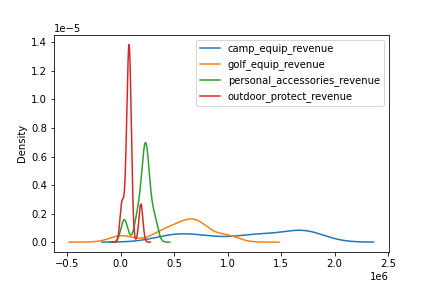 1e−5
1.4
1.2
1.0
0.8
0.6
0.4
0.2
0.0
Density
camp_equip_revenue
golf_equip_revenue
personal_accessories_revenue
outdoor_protect_revenue
−0.5 0.0 0.5 1.0 1.5 2.0 2.5
1e6